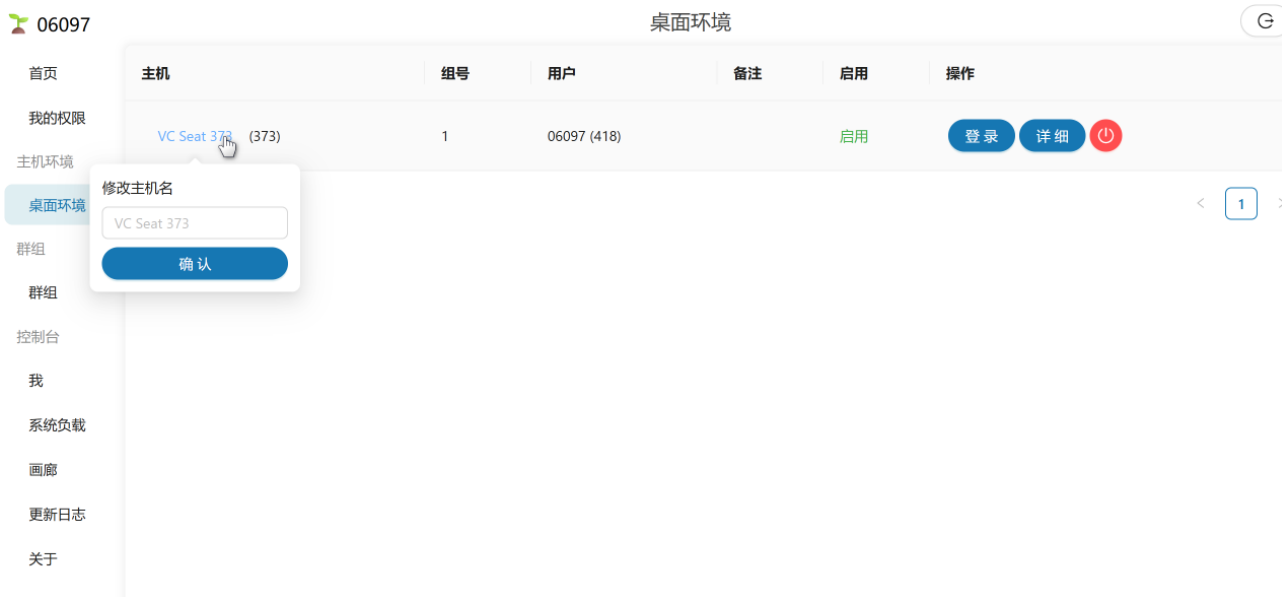 06097
桌面环境
首页
我的权限
主机环境
桌面环境
群组
群组
控制台
我
系统负载
画廊
更新日志
关于
主机 组号 用户 备注 启用 操作
VC Seat 373 (373) 1 06097 (418) 启用 登录 详细
修改主机名
VC Seat 373
确认
< 1 >